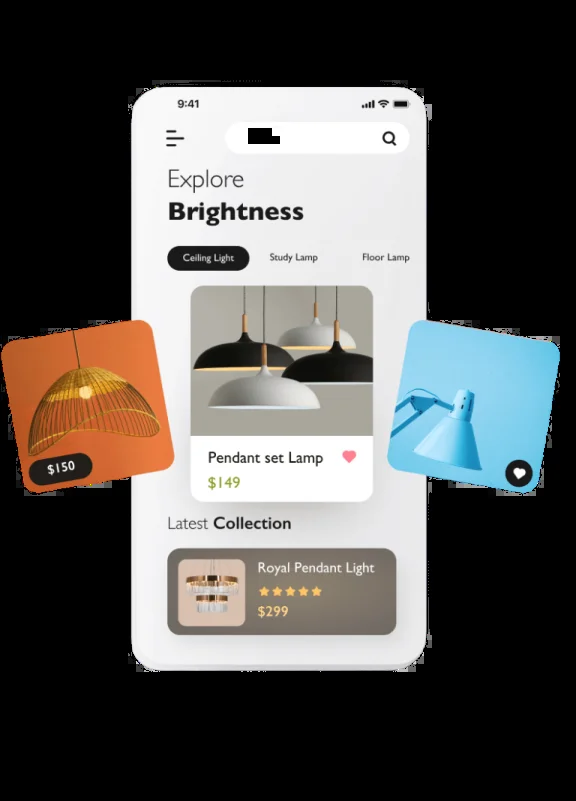 9:41
Explore
Brightness
Ceiling Light Study Lamp Floor Lamp
$150
Pendant set Lamp
$149
Latest Collection
Royal Pendant Light
$299